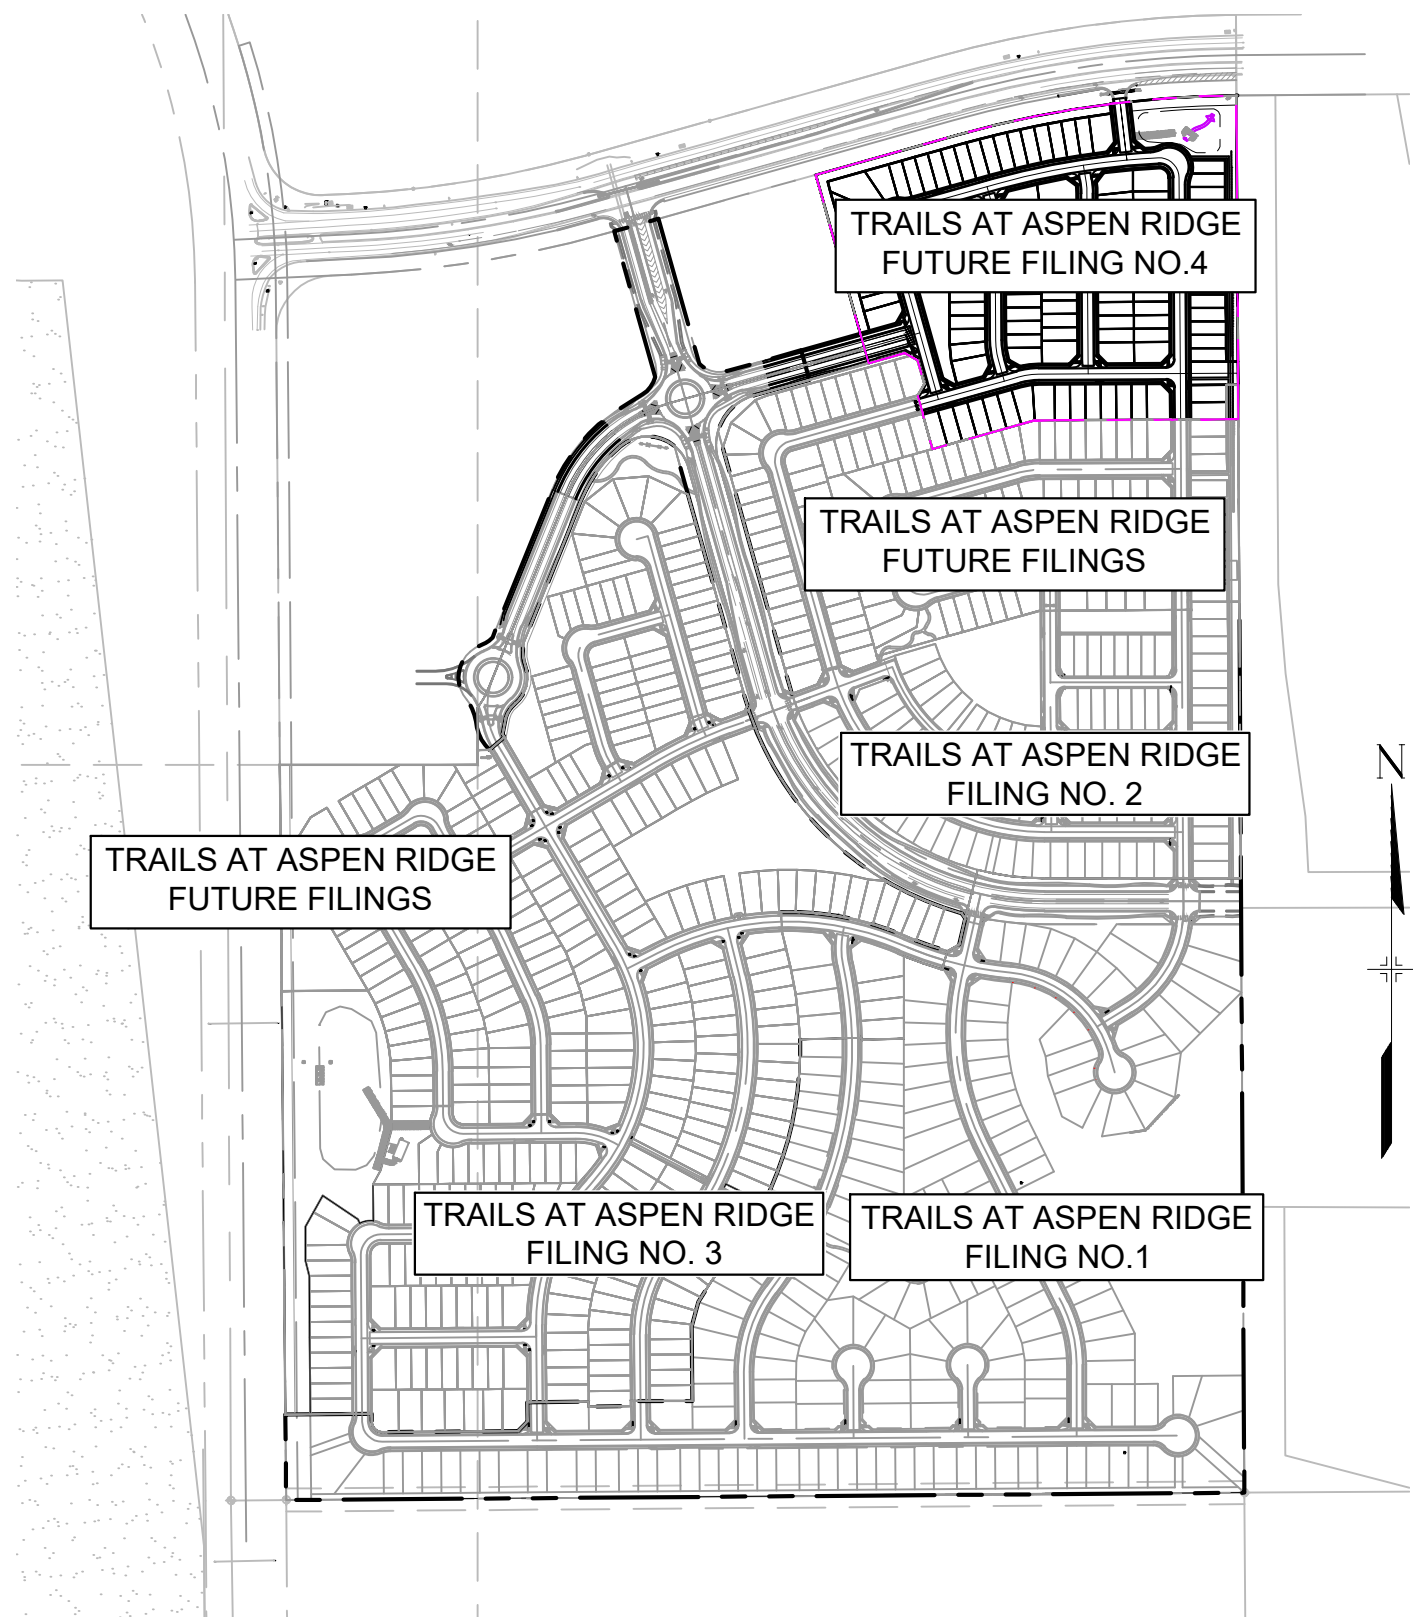 TRAILS AT ASPEN RIDGE
FUTURE FILING NO.4
TRAILS AT ASPEN RIDGE
FUTURE FILINGS
TRAILS AT ASPEN RIDGE
FILING NO. 2
N
TRAILS AT ASPEN RIDGE
FUTURE FILINGS
TRAILS AT ASPEN RIDGE
FILING NO. 3
TRAILS AT ASPEN RIDGE
FILING NO.1